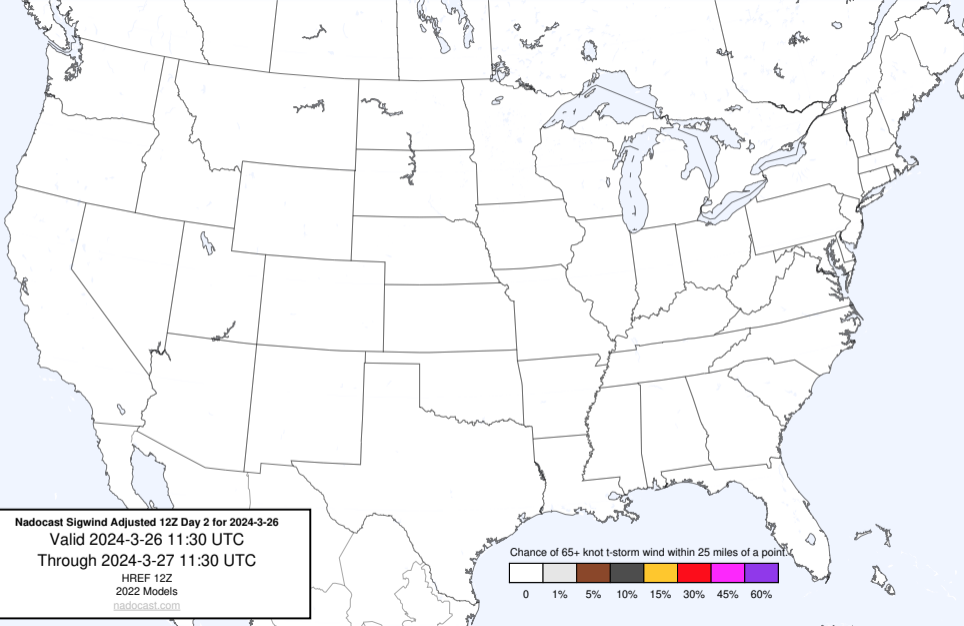 Nadocast Sigwind Adjusted 12Z Day 2 for 2024-3-26
Valid 2024-3-26 11:30 UTC
Through 2024-3-27 11:30 UTC
HREF 12Z
2022 Models
nadocast.com
Chance of 65+ knot t-storm wind within 25 miles of a point.
0 1% 5% 10% 15% 30% 45% 60%